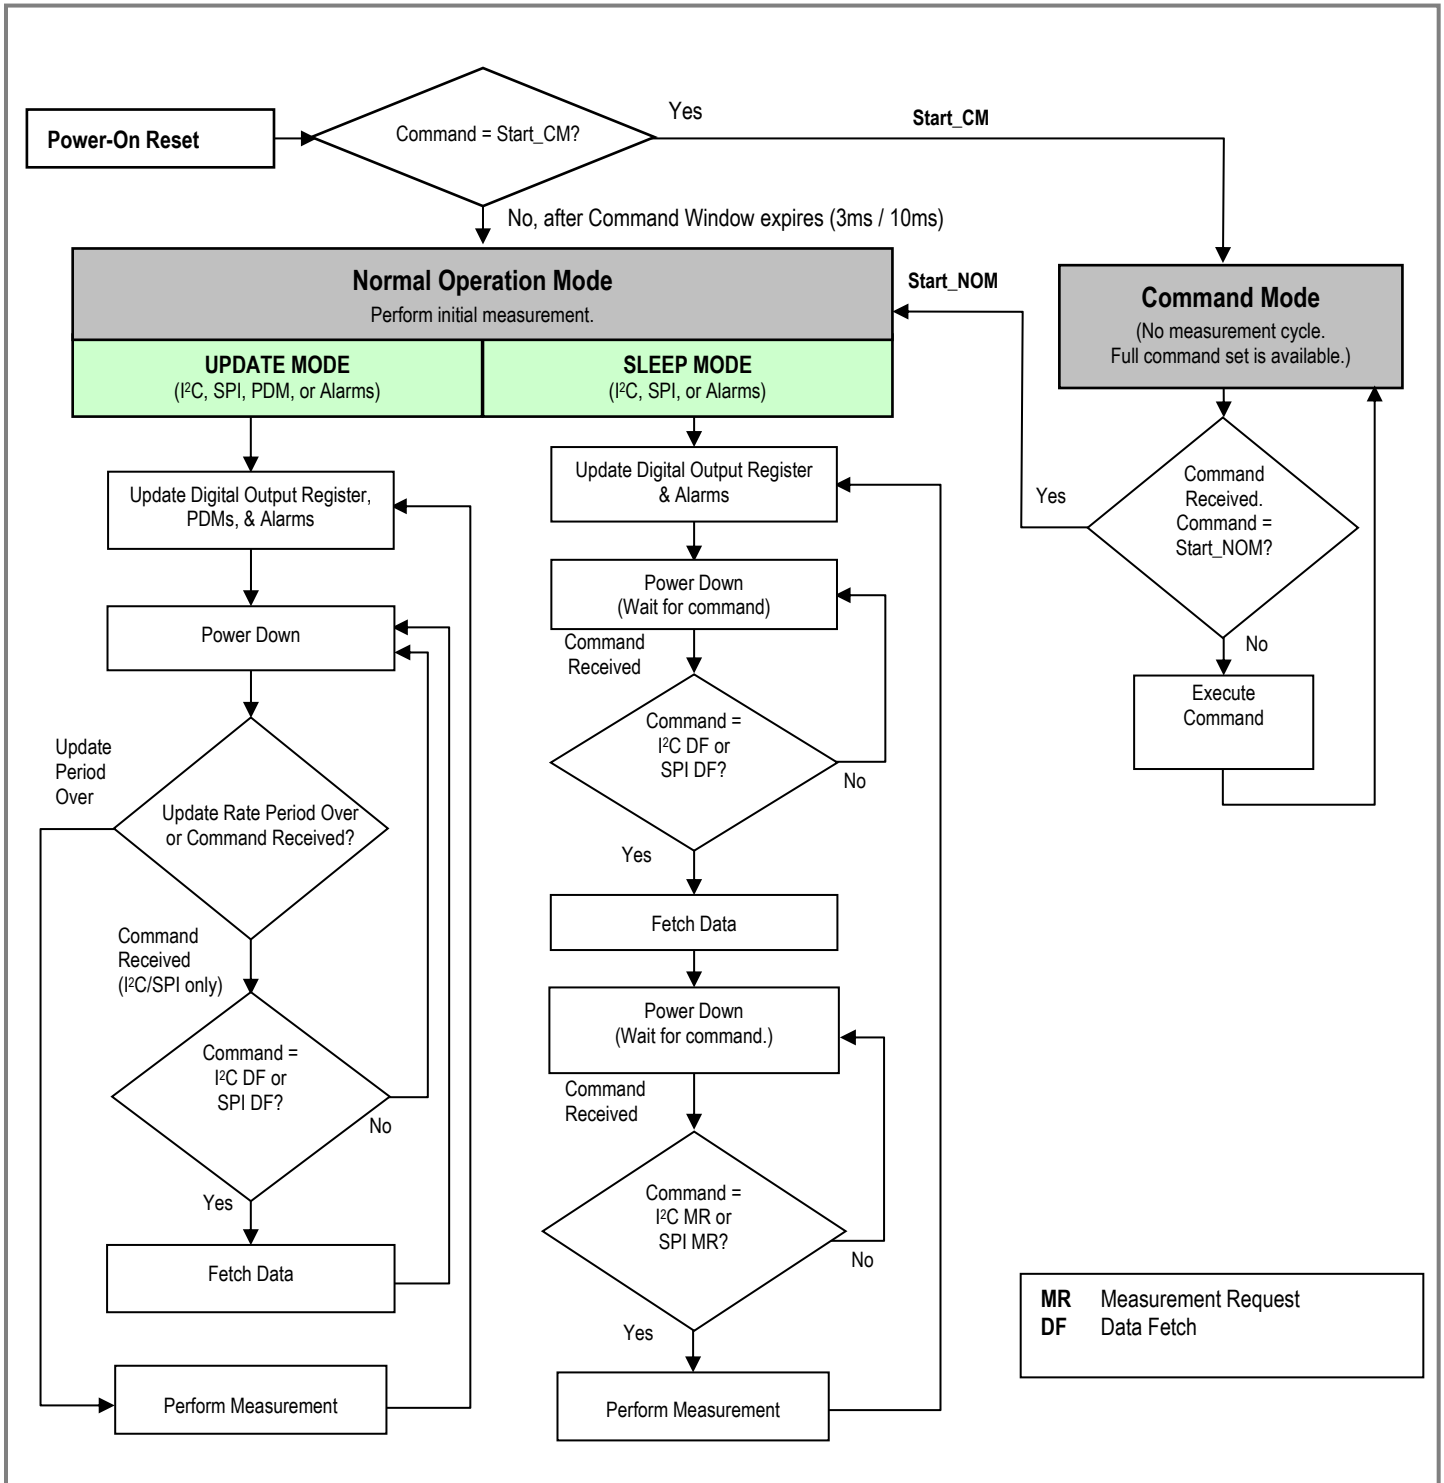 Power-On Reset
Command = Start_CM?
Yes
Start_CM
No, after Command Window expires (3ms / 10ms)
Normal Operation Mode
Perform initial measurement.
UPDATE MODE
(I²C, SPI, PDM, or Alarms)
SLEEP MODE
(I²C, SPI, or Alarms)
Start_NOM
Command Mode
(No measurement cycle.
Full command set is available.)
Update Digital Output Register,
PDMs, & Alarms
Power Down
Update
Period
Over
Update Rate Period Over
or Command Received?
Command
Received
(I²C/SPI only)
Command =
I²C DF or
SPI DF?
No
Yes
Fetch Data
Perform Measurement
Update Digital Output Register
& Alarms
Power Down
(Wait for command)
Command
Received
Command =
I²C DF or
SPI DF?
No
Yes
Fetch Data
Power Down
(Wait for command.)
Command
Received
Command =
I²C MR or
SPI MR?
No
Yes
Perform Measurement
Yes
Command
Received.
Command =
Start_NOM?
No
Execute
Command
MR Measurement Request
DF Data Fetch